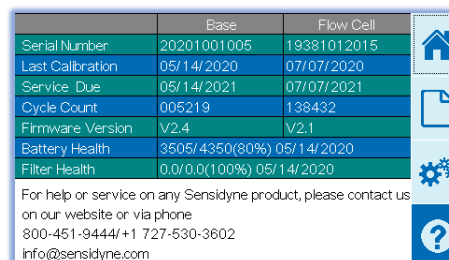 Base Flow Cell
Serial Number 20201001005 19381012015
Last Calibration 05/14/2020 07/07/2020
Service Due 05/14/2021 07/07/2021
Cycle Count 005219 138432
Firmware Version V2.4 V2.1
Battery Health 3505/4350(80%) 05/14/2020
Filter Health 0.0/0.0(100%) 05/14/2020
For help or service on any Sensidyne product, please contact us
on our website or via phone
800-451-9444/+1 727-530-3602
info@sensidyne.com
?